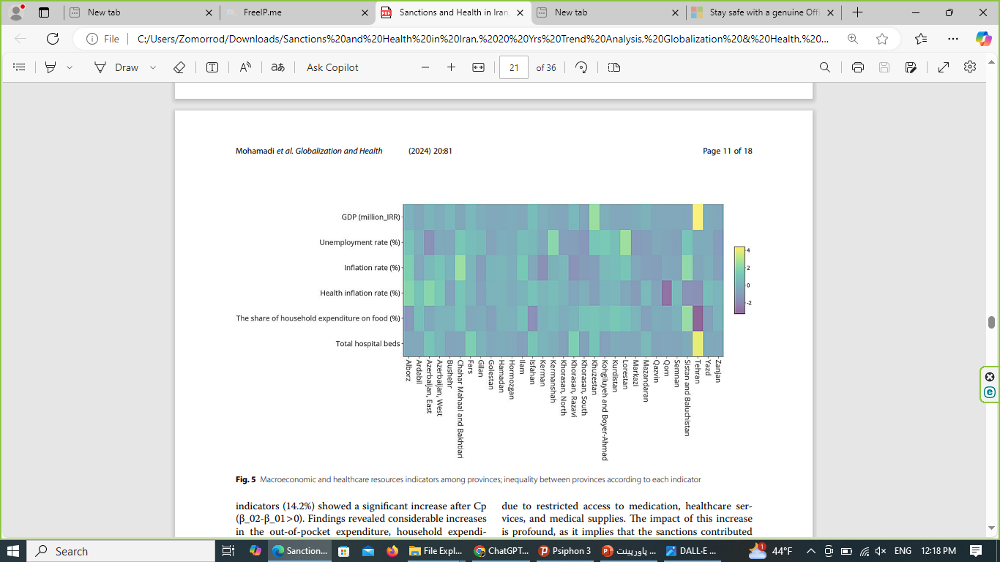 New tab
FreeIP.me
Sanctions and Health in Iran,
New tab
Stay safe with a genuine Offi
File
C:/Users/Zomorrod/Downloads/Sanctions%20and%20Health%20in%20Iran,%2020%20Yrs%20Trend%20Analysis,%20Globalization%20&%20Health,%20...
Draw
Ask Copilot
21 of 36
Mohamadi et al. Globalization and Health (2024) 20:81
Page 11 of 18
GDP (million_IRR)
Unemployment rate (%)
Inflation rate (%)
Health inflation rate (%)
The share of household expenditure on food (%)
Total hospital beds
4
2
0
-2
Alborz
Ardabil
Azerbaijan, East
Azerbaijan, West
Bushehr
Chahar Mahaal and Bakhtiari
Fars
Gilan
Golestan
Hamadan
Hormozgan
Ilam
Isfahan
Kerman
Kermanshah
Khorasan, North
Khorasan, Razavi
Khorasan, South
Khuzestan
Kohgiluyeh and Boyer-Ahmad
Kurdistan
Lorestan
Markazi
Mazandaran
Qazvin
Qom
Semnan
Sistan and Baluchistan
Tehran
Yazd
Zanjan
Fig. 5 Macroeconomic and healthcare resources indicators among provinces; inequality between provinces according to each indicator
indicators (14.2%) showed a significant increase after Cp
(β_02-β_01>0). Findings revealed considerable increases
in the out-of-pocket expenditure, household expendi-
due to restricted access to medication, healthcare ser-
vices, and medical supplies. The impact of this increase
is profound, as it implies that the sanctions contributed
Search
Sanction...
File Expl...
ChatGPT...
Psiphon 3
پاورپوینت ...
DALL·E ...
1
44°F
ENG
12:18 PM